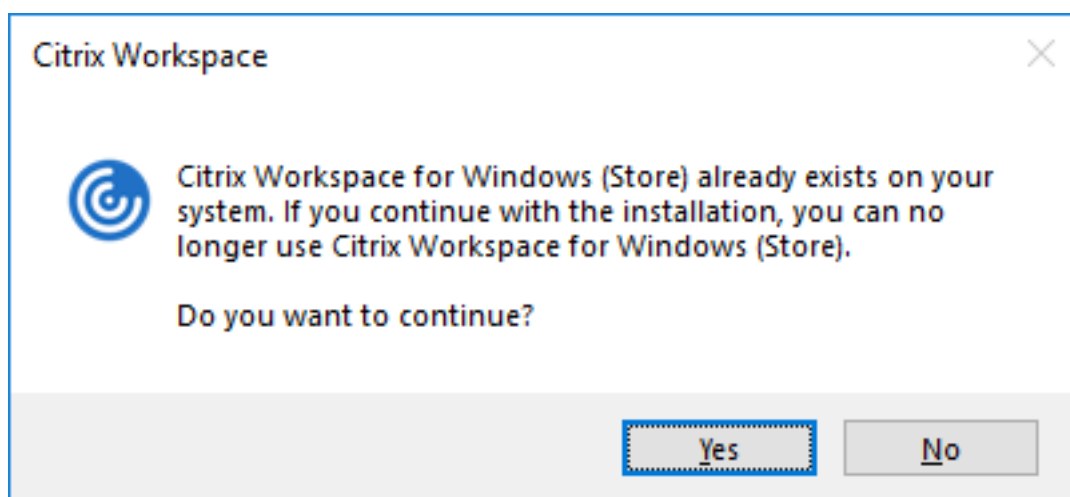 Citrix Workspace
Citrix Workspace for Windows (Store) already exists on your
system. If you continue with the installation, you can no
longer use Citrix Workspace for Windows (Store).
Do you want to continue?
Yes
No